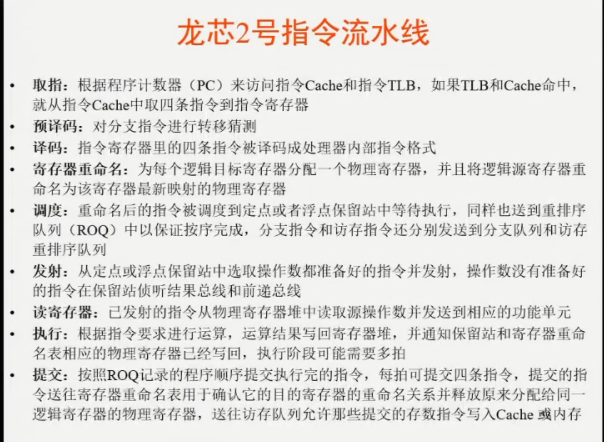 龙芯2号指令流水线
• 取指：根据程序计数器（PC）来访问指令Cache和指令TLB，如果TLB和Cache命中，
就从指令Cache中取四条指令到指令寄存器
• 预译码：对分支指令进行转移猜测
• 译码：指令寄存器里的四条指令被译码成处理器内部指令格式
• 寄存器重命名：为每个逻辑目标寄存器分配一个物理寄存器，并且将逻辑源寄存器重
命名为该寄存器最新映射的物理寄存器
• 调度：重命名后的指令被调度到定点或者浮点保留站中等待执行，同样也送到重排序
队列（ROQ）中以保证按序完成，分支指令和访存指令还分别发送到分支队列和访存
重排序队列
• 发射：从定点或浮点保留站中选取操作数都准备好的指令并发射，操作数没有准备好
的指令在保留站侦听结果总线和前递总线
• 读寄存器：已发射的指令从物理寄存器堆中读取源操作数并发送到相应的功能单元
• 执行：根据指令要求进行运算，运算结果写回寄存器堆，并通知保留站和寄存器重命
名表相应的物理寄存器已经写回，执行阶段可能需要多拍
• 提交：按照ROQ记录的程序顺序提交执行完的指令，每拍可提交四条指令，提交的指
令送往寄存器重命名表用于确认它的目的寄存器的重命名关系并释放原来分配给同一
逻辑寄存器的物理寄存器，送往访存队列允许那些提交的存数指令写入Cache 或内存